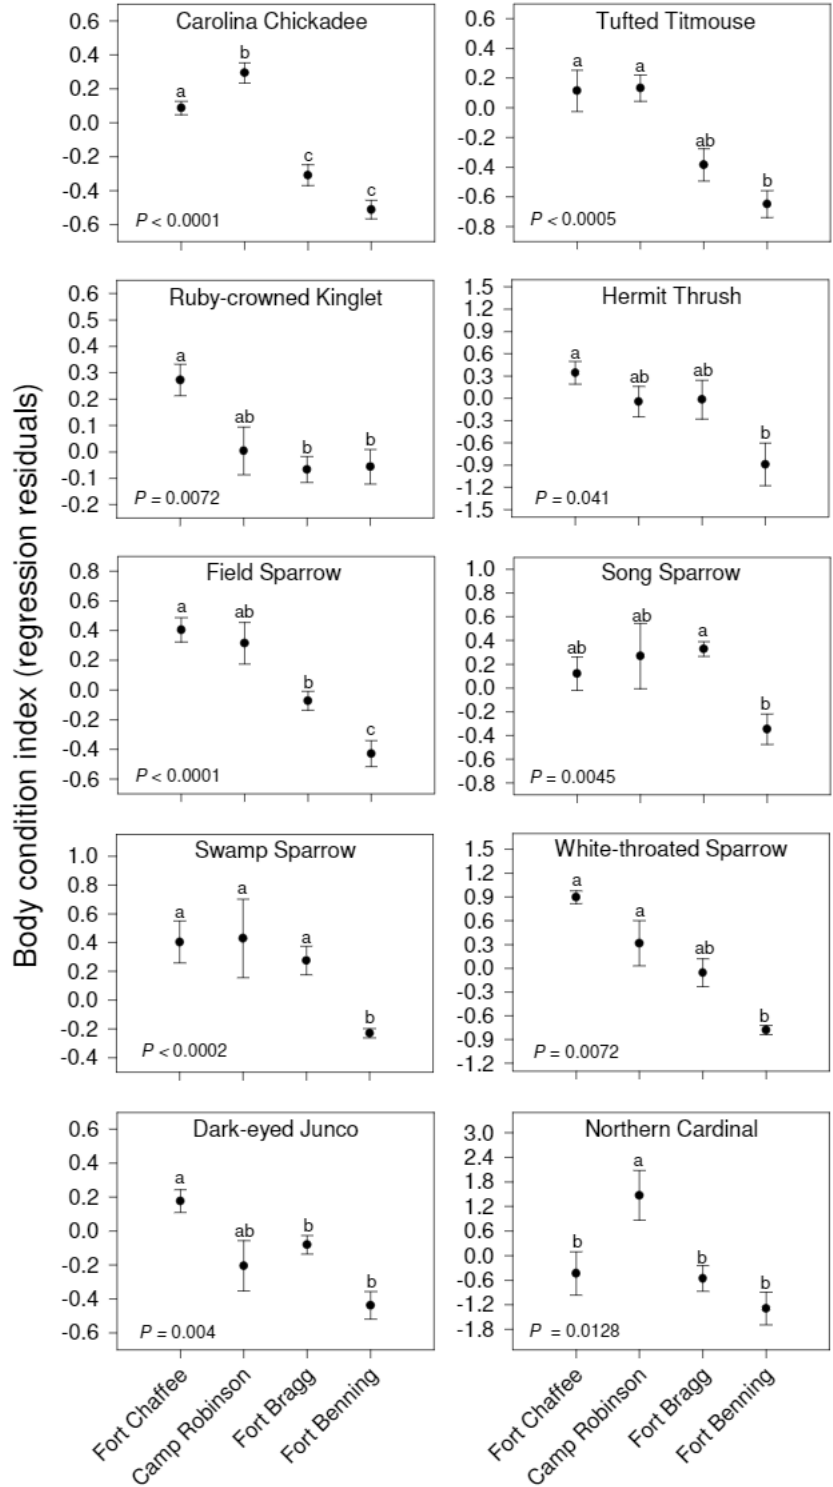 Body condition index (regression residuals)
Carolina Chickadee
0.6
0.4
0.2
0.0
-0.2
-0.4
-0.6
a
b
c
c
P < 0.0001
Tufted Titmouse
0.6
0.4
0.2
0.0
-0.2
-0.4
-0.6
-0.8
a
a
ab
b
P < 0.0005
Ruby-crowned Kinglet
0.6
0.5
0.4
0.3
0.2
0.1
0.0
-0.1
-0.2
a
ab
b
b
P = 0.0072
Hermit Thrush
1.5
1.2
0.9
0.6
0.3
0.0
-0.3
-0.6
-0.9
-1.2
-1.5
a
ab
ab
b
P = 0.041
Field Sparrow
0.8
0.6
0.4
0.2
0.0
-0.2
-0.4
-0.6
a
ab
b
c
P < 0.0001
Song Sparrow
1.0
0.8
0.6
0.4
0.2
0.0
-0.2
-0.4
-0.6
-0.8
ab
ab
a
b
P = 0.0045
Swamp Sparrow
1.0
0.8
0.6
0.4
0.2
0.0
-0.2
-0.4
a
a
a
b
P < 0.0002
White-throated Sparrow
1.5
1.2
0.9
0.6
0.3
0.0
-0.3
-0.6
-0.9
-1.2
a
a
ab
b
P = 0.0072
Dark-eyed Junco
0.6
0.4
0.2
0.0
-0.2
-0.4
-0.6
a
ab
b
b
P = 0.004
Northern Cardinal
3.0
2.4
1.8
1.2
0.6
0.0
-0.6
-1.2
-1.8
b
a
b
b
P = 0.0128
Fort Chaffee
Camp Robinson
Fort Bragg
Fort Benning
Fort Chaffee
Camp Robinson
Fort Bragg
Fort Benning